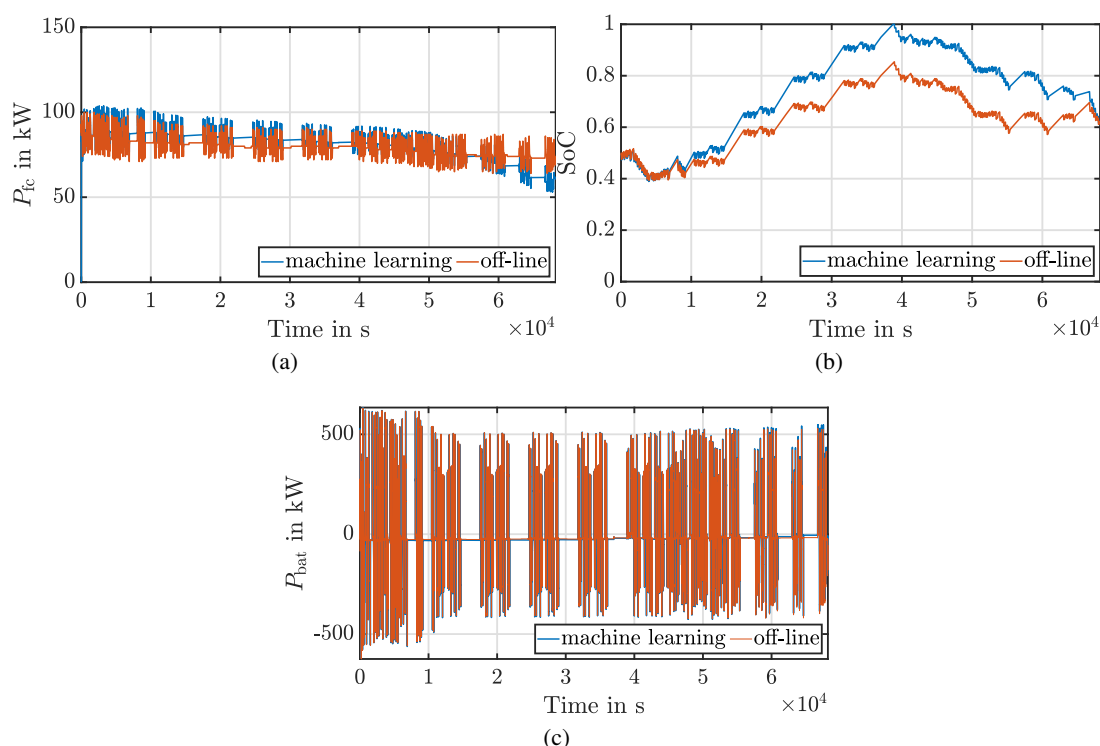 150
100
50
0
P_fc in kW
machine learning off-line
0 1 2 3 4 5 6
Time in s
×10^4
(a)
1
0.8
0.6
0.4
0.2
0
SoC
machine learning off-line
0 1 2 3 4 5 6
Time in s
×10^4
(b)
500
0
-500
P_bat in kW
machine learning off-line
0 1 2 3 4 5 6
Time in s
×10^4
(c)